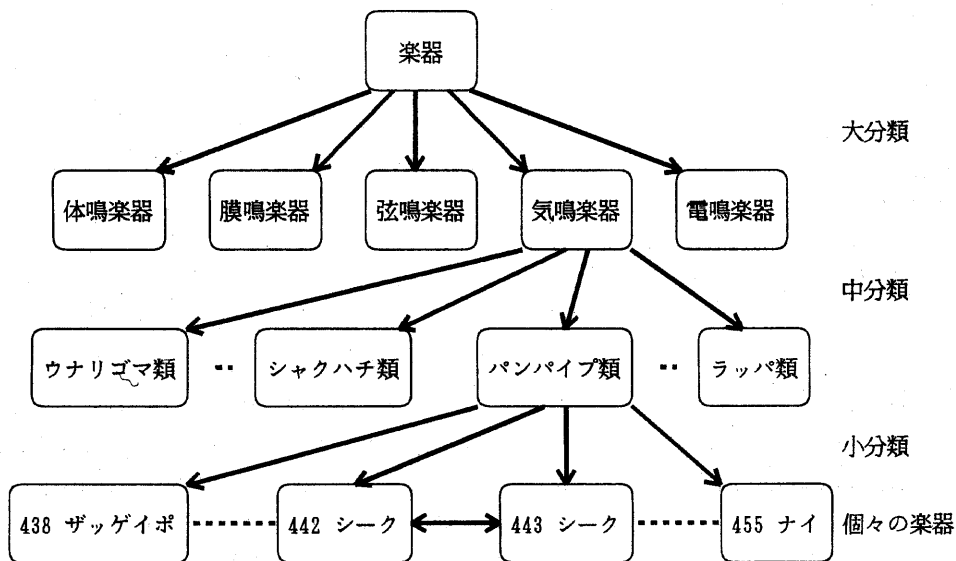 楽器
大分類
体鳴楽器 膜鳴楽器 弦鳴楽器 気鳴楽器 電鳴楽器
中分類
ウナリゴマ類 ‥ シャクハチ類 パンパイプ類 ‥ ラッパ類
小分類
438 ザッゲイポ 442 シーク 443 シーク 455 ナイ 個々の楽器